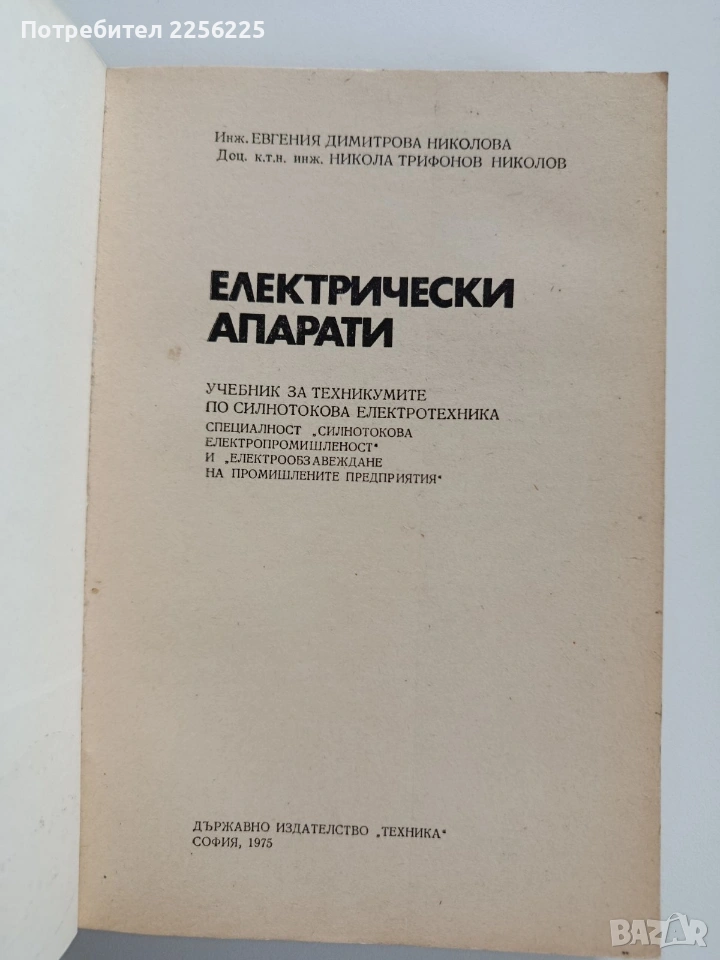 Потребител 2256225
Инж. ЕВГЕНИЯ ДИМИТРОВА НИКОЛОВА
Доц. к.т.н. инж. НИКОЛА ТРИФОНОВ НИКОЛОВ
ЕЛЕКТРИЧЕСКИ
АПАРАТИ
УЧЕБНИК ЗА ТЕХНИКУМИТЕ
ПО СИЛНОТОКОВА ЕЛЕКТРОТЕХНИКА
СПЕЦИАЛНОСТ „СИЛНОТОКОВА
ЕЛЕКТРОПРОМИШЛЕНОСТ“
И „ЕЛЕКТРООБЗАВЕЖДАНЕ
НА ПРОМИШЛЕНИТЕ ПРЕДПРИЯТИЯ“
ДЪРЖАВНО ИЗДАТЕЛСТВО „ТЕХНИКА“
СОФИЯ, 1975
BAZAR